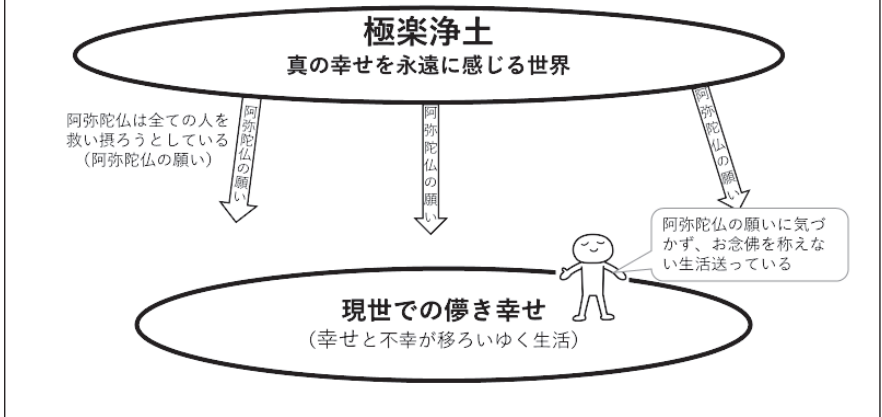 極楽浄土
真の幸せを永遠に感じる世界
阿弥陀仏は全ての人を
救い摂ろうとしている
（阿弥陀仏の願い）
阿弥陀仏の願い
阿弥陀仏の願い
阿弥陀仏の願い
阿弥陀仏の願いに気づ
かず、お念佛を称えな
い生活送っている
現世での儚き幸せ
（幸せと不幸が移ろいゆく生活）